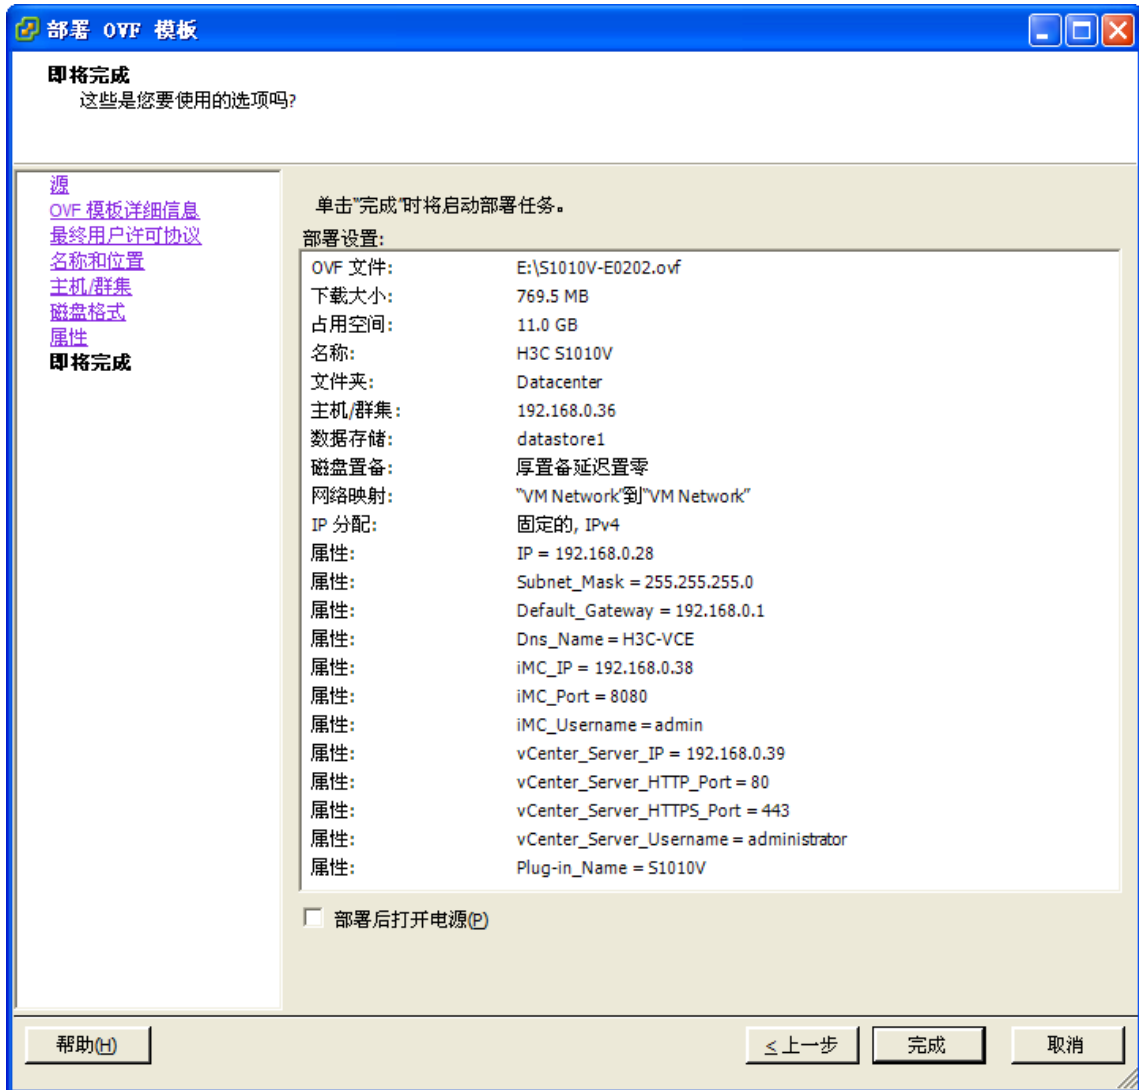 部署 OVF 模板
即将完成
这些是您要使用的选项吗?
源
OVF 模板详细信息
最终用户许可协议
名称和位置
主机/群集
磁盘格式
属性
即将完成
单击"完成"时将启动部署任务。
部署设置:
OVF 文件: E:\S1010V-E0202.ovf
下载大小: 769.5 MB
占用空间: 11.0 GB
名称: H3C S1010V
文件夹: Datacenter
主机/群集: 192.168.0.36
数据存储: datastore1
磁盘置备: 厚置备延迟置零
网络映射: "VM Network"到"VM Network"
IP 分配: 固定的, IPv4
属性: IP = 192.168.0.28
属性: Subnet_Mask = 255.255.255.0
属性: Default_Gateway = 192.168.0.1
属性: Dns_Name = H3C-VCE
属性: iMC_IP = 192.168.0.38
属性: iMC_Port = 8080
属性: iMC_Username = admin
属性: vCenter_Server_IP = 192.168.0.39
属性: vCenter_Server_HTTP_Port = 80
属性: vCenter_Server_HTTPS_Port = 443
属性: vCenter_Server_Username = administrator
属性: Plug-in_Name = S1010V
部署后打开电源(P)
帮助(H) ≤上一步 完成 取消